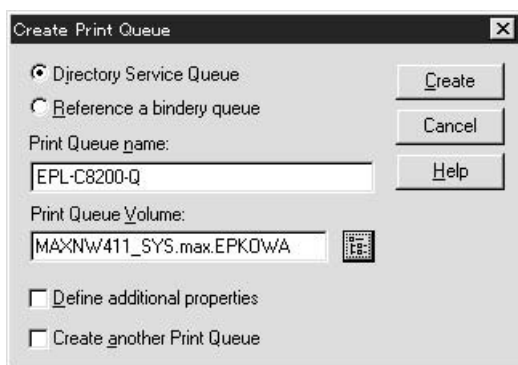 Create Print Queue
Directory Service Queue
Reference a bindery queue
Print Queue name:
EPL-C8200-Q
Print Queue Volume:
MAXNW411_SYS.max.EPKOWA
Define additional properties
Create another Print Queue
Create
Cancel
Help